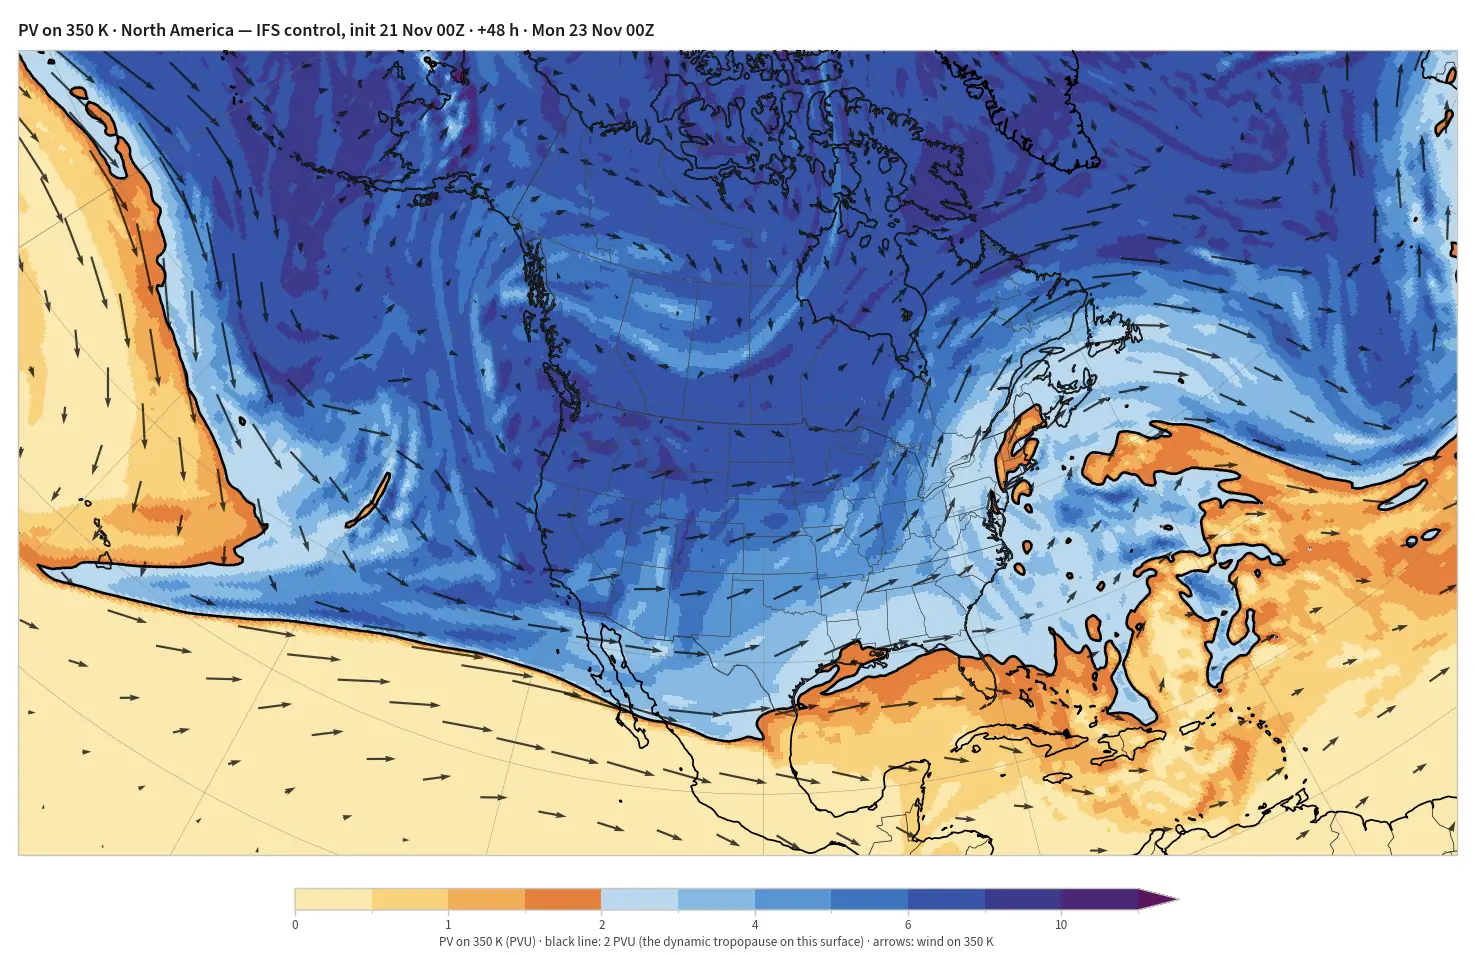 PV on 350 K · North America — IFS control, init 21 Nov 00Z · +48 h · Mon 23 Nov 00Z
0 1 2 4 6 10
PV on 350 K (PVU) · black line: 2 PVU (the dynamic tropopause on this surface) · arrows: wind on 350 K